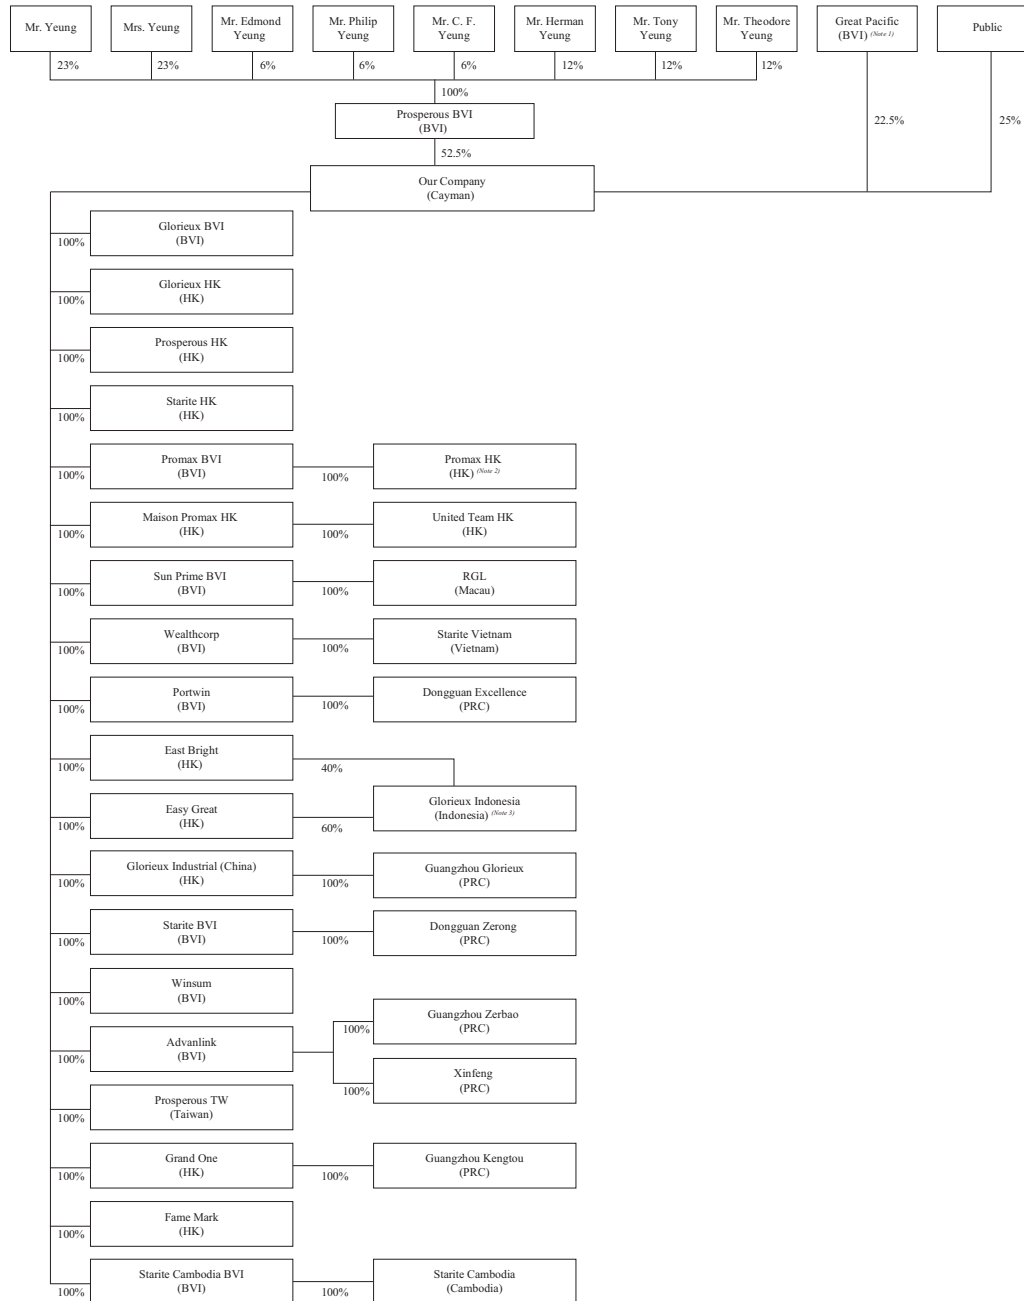 Mr. Yeung
Mrs. Yeung
Mr. Edmond
Yeung
Mr. Philip
Yeung
Mr. C. F.
Yeung
Mr. Herman
Yeung
Mr. Tony
Yeung
Mr. Theodore
Yeung
Great Pacific
(BVI) (Note 1)
Public
23%
23%
6%
6%
6%
12%
12%
12%
100%
Prosperous BVI
(BVI)
22.5%
25%
52.5%
Our Company
(Cayman)
Glorieux BVI
(BVI)
100%
Glorieux HK
(HK)
100%
Prosperous HK
(HK)
100%
Starite HK
(HK)
100%
Promax BVI
(BVI)
100%
100%
Promax HK
(HK) (Note 2)
Maison Promax HK
(HK)
100%
100%
United Team HK
(HK)
Sun Prime BVI
(BVI)
100%
100%
RGL
(Macau)
Wealthcorp
(BVI)
100%
100%
Starite Vietnam
(Vietnam)
Portwin
(BVI)
100%
100%
Dongguan Excellence
(PRC)
East Bright
(HK)
100%
40%
Easy Great
(HK)
100%
60%
Glorieux Indonesia
(Indonesia) (Note 3)
Glorieux Industrial (China)
(HK)
100%
100%
Guangzhou Glorieux
(PRC)
Starite BVI
(BVI)
100%
100%
Dongguan Zerong
(PRC)
Winsum
(BVI)
100%
Advanlink
(BVI)
100%
100%
Guangzhou Zerbao
(PRC)
100%
Xinfeng
(PRC)
Prosperous TW
(Taiwan)
100%
Grand One
(HK)
100%
100%
Guangzhou Kengtou
(PRC)
Fame Mark
(HK)
100%
Starite Cambodia BVI
(BVI)
100%
100%
Starite Cambodia
(Cambodia)